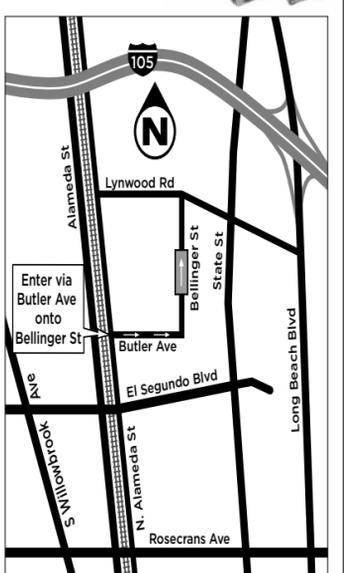 105
N
Lynwood Rd
Alameda St
Bellinger St
State St
Enter via
Butler Ave
onto
Bellinger St
Butler Ave
Long Beach Blvd
El Segundo Blvd
Ave
S Willowbrook
N. Alameda St
Rosecrans Ave